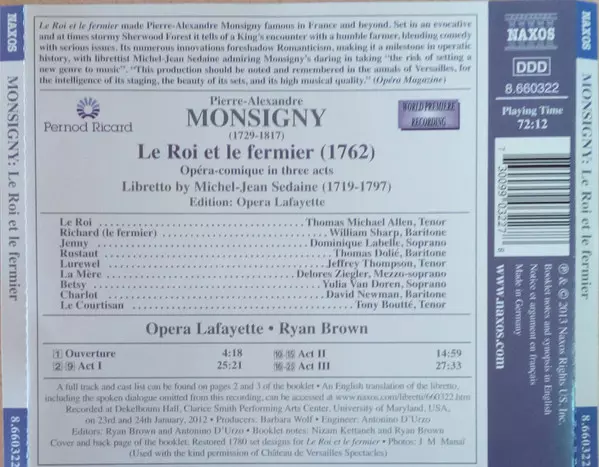 Le Roi et le fermier made Pierre-Alexandre Monsigny famous in France and beyond. Set in an evocative
and at times stormy Sherwood Forest it tells of a King's encounter with a humble farmer, blending comedy
with serious issues. Its numerous innovations foreshadow Romanticism, making it a milestone in operatic
history, with librettist Michel-Jean Sedaine admiring Monsigny's daring in taking "the risk of setting a
new genre to music". "This production should be noted and remembered in the annals of Versailles, for
the intelligence of its staging, the beauty of its sets, and its high musical quality." (Opéra Magazine)
Pernod Ricard
Pierre-Alexandre
MONSIGNY
(1729-1817)
WORLD PREMIERE
RECORDING
Le Roi et le fermier (1762)
Opéra-comique in three acts
Libretto by Michel-Jean Sedaine (1719-1797)
Edition: Opera Lafayette
Le Roi .......... Thomas Michael Allen, Tenor
Richard (le fermier) .......... William Sharp, Baritone
Jenny .......... Dominique Labelle, Soprano
Rustaut .......... Thomas Dolié, Baritone
Lurewel .......... Jeffrey Thompson, Tenor
La Mère .......... Delores Ziegler, Mezzo-soprano
Betsy .......... Yulia Van Doren, Soprano
Charlot .......... David Newman, Baritone
Le Courtisan .......... Tony Boutté, Tenor
Opera Lafayette • Ryan Brown
1 Ouverture 4:18
2-9 Act I 25:21
10-15 Act II 14:59
16-25 Act III 27:33
A full track and cast list can be found on pages 2 and 3 of the booklet • An English translation of the libretto,
including the spoken dialogue omitted from this recording, can be accessed at www.naxos.com/libretti/660322.htm
Recorded at Dekelboum Hall, Clarice Smith Performing Arts Center, University of Maryland, USA,
on 23rd and 24th January, 2012 • Producers: Barbara Wolf • Engineer: Antonino D'Urzo
Editors: Ryan Brown and Antonino D'Urzo • Booklet notes: Nizam Kettaneh and Ryan Brown
Cover and back page of the booklet: Restored 1780 set designs for Le Roi et le fermier • Photos: J M Manaï
(Used with the kind permission of Château de Versailles Spectacles)
NAXOS
DDD
8.660322
Playing Time
72:12
7 30099 03227 8
℗ & © 2013 Naxos Rights US, Inc.
Booklet notes and synopsis in English
Notice et argument en français
Made in Germany
www.naxos.com
NAXOS
MONSIGNY: Le Roi et le fermier
8.660322
NAXOS
MONSIGNY: Le Roi et le fermier
8.660322